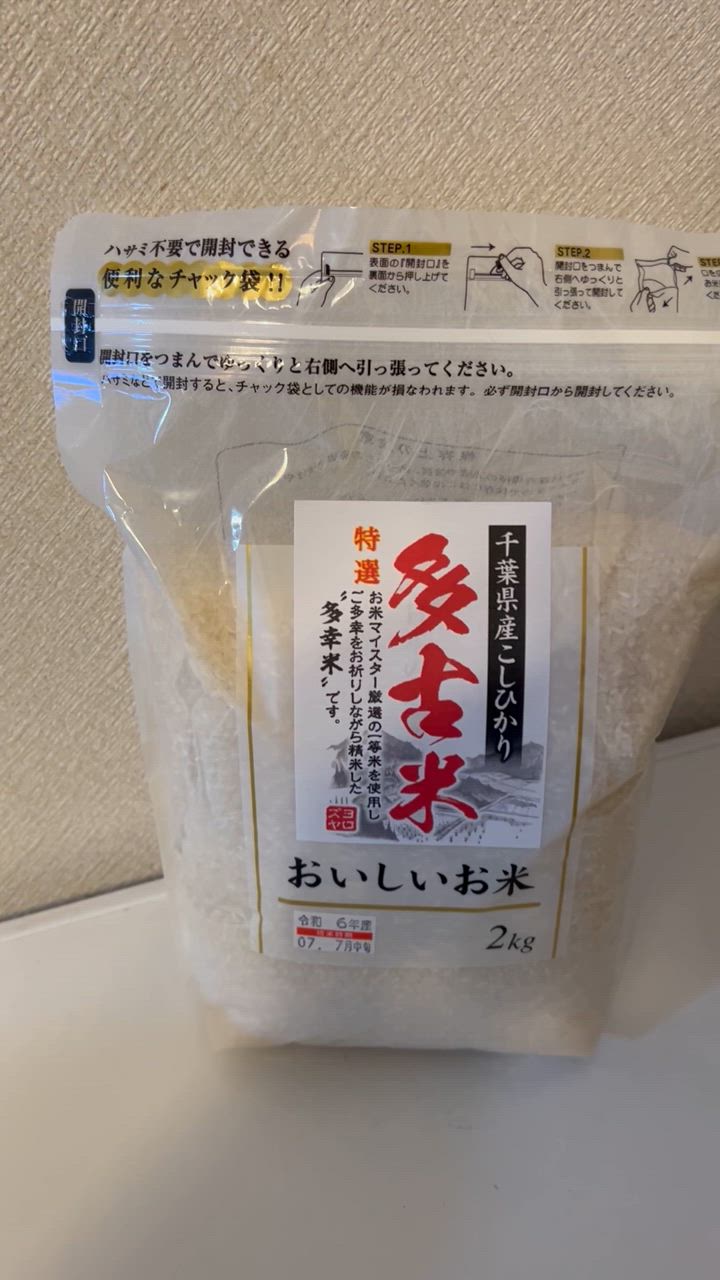 ハサミ不要で開封できる
便利なチャック袋!!
STEP.1
表面の『開封口』を
裏面から押し上げて
ください。
STEP.2
開封口をつまんで
右側へゆっくりと
引っ張って開封して
ください。
開封口
開封口をつまんでゆっくりと右側へ引っ張ってください。
ハサミなどで開封すると、チャック袋としての機能が損なわれます。必ず開封口から開封してください。
千葉県産こしひかり
多古米
特選
お米マイスター厳選の一等米を使用し
ご多幸をお祈りしながら精米した
〝多幸米〟です。
おいしいお米
令和 6年産
精米時期
07. 7月中旬
2kg